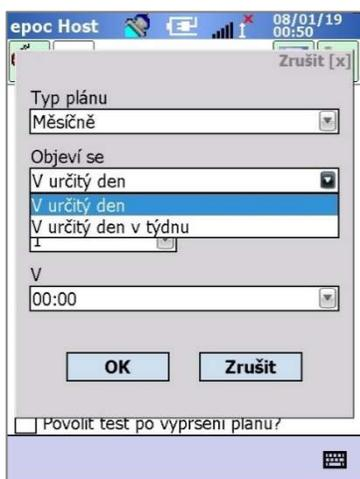 epoc Host
08/01/19
00:50
Zrušit [x]
Typ plánu
Měsíčně
Objeví se
V určitý den
V určitý den
V určitý den v týdnu
1
V
00:00
OK Zrušit
Povolit test po vypršení plánu?